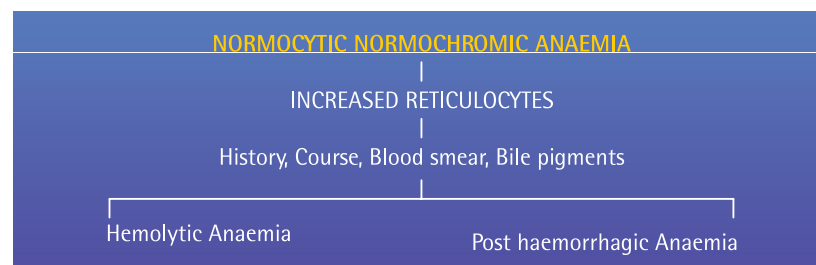 NORMOCYTIC NORMOCHROMIC ANAEMIA
INCREASED RETICULOCYTES
History, Course, Blood smear, Bile pigments
Hemolytic Anaemia
Post haemorrhagic Anaemia